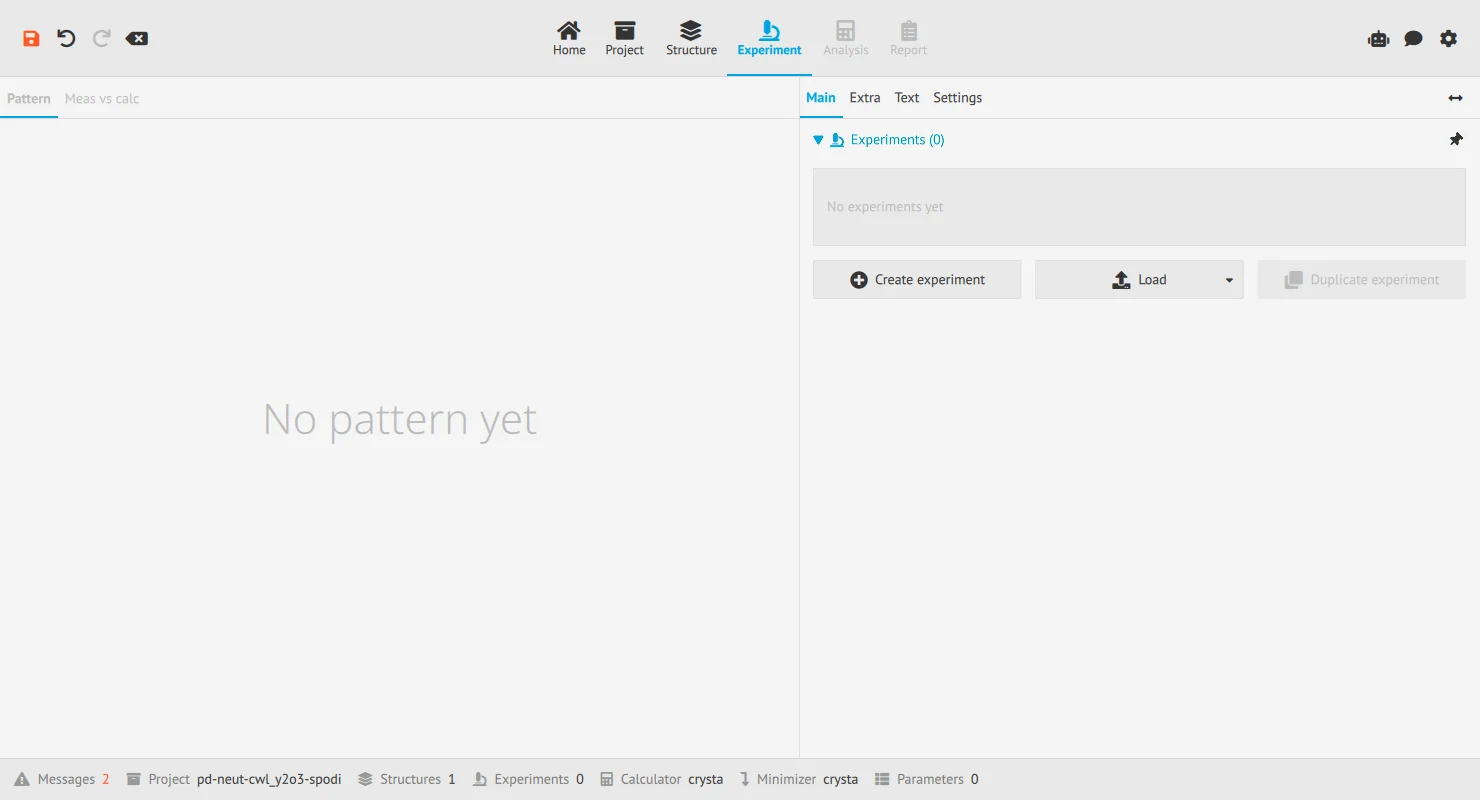 Home Project Structure Experiment Analysis Report
Pattern Meas vs calc
Main Extra Text Settings
Experiments (0)
No experiments yet
Create experiment Load Duplicate experiment
No pattern yet
Messages 2 Project pd-neut-cwl_y2o3-spodi Structures 1 Experiments 0 Calculator crysta Minimizer crysta Parameters 0